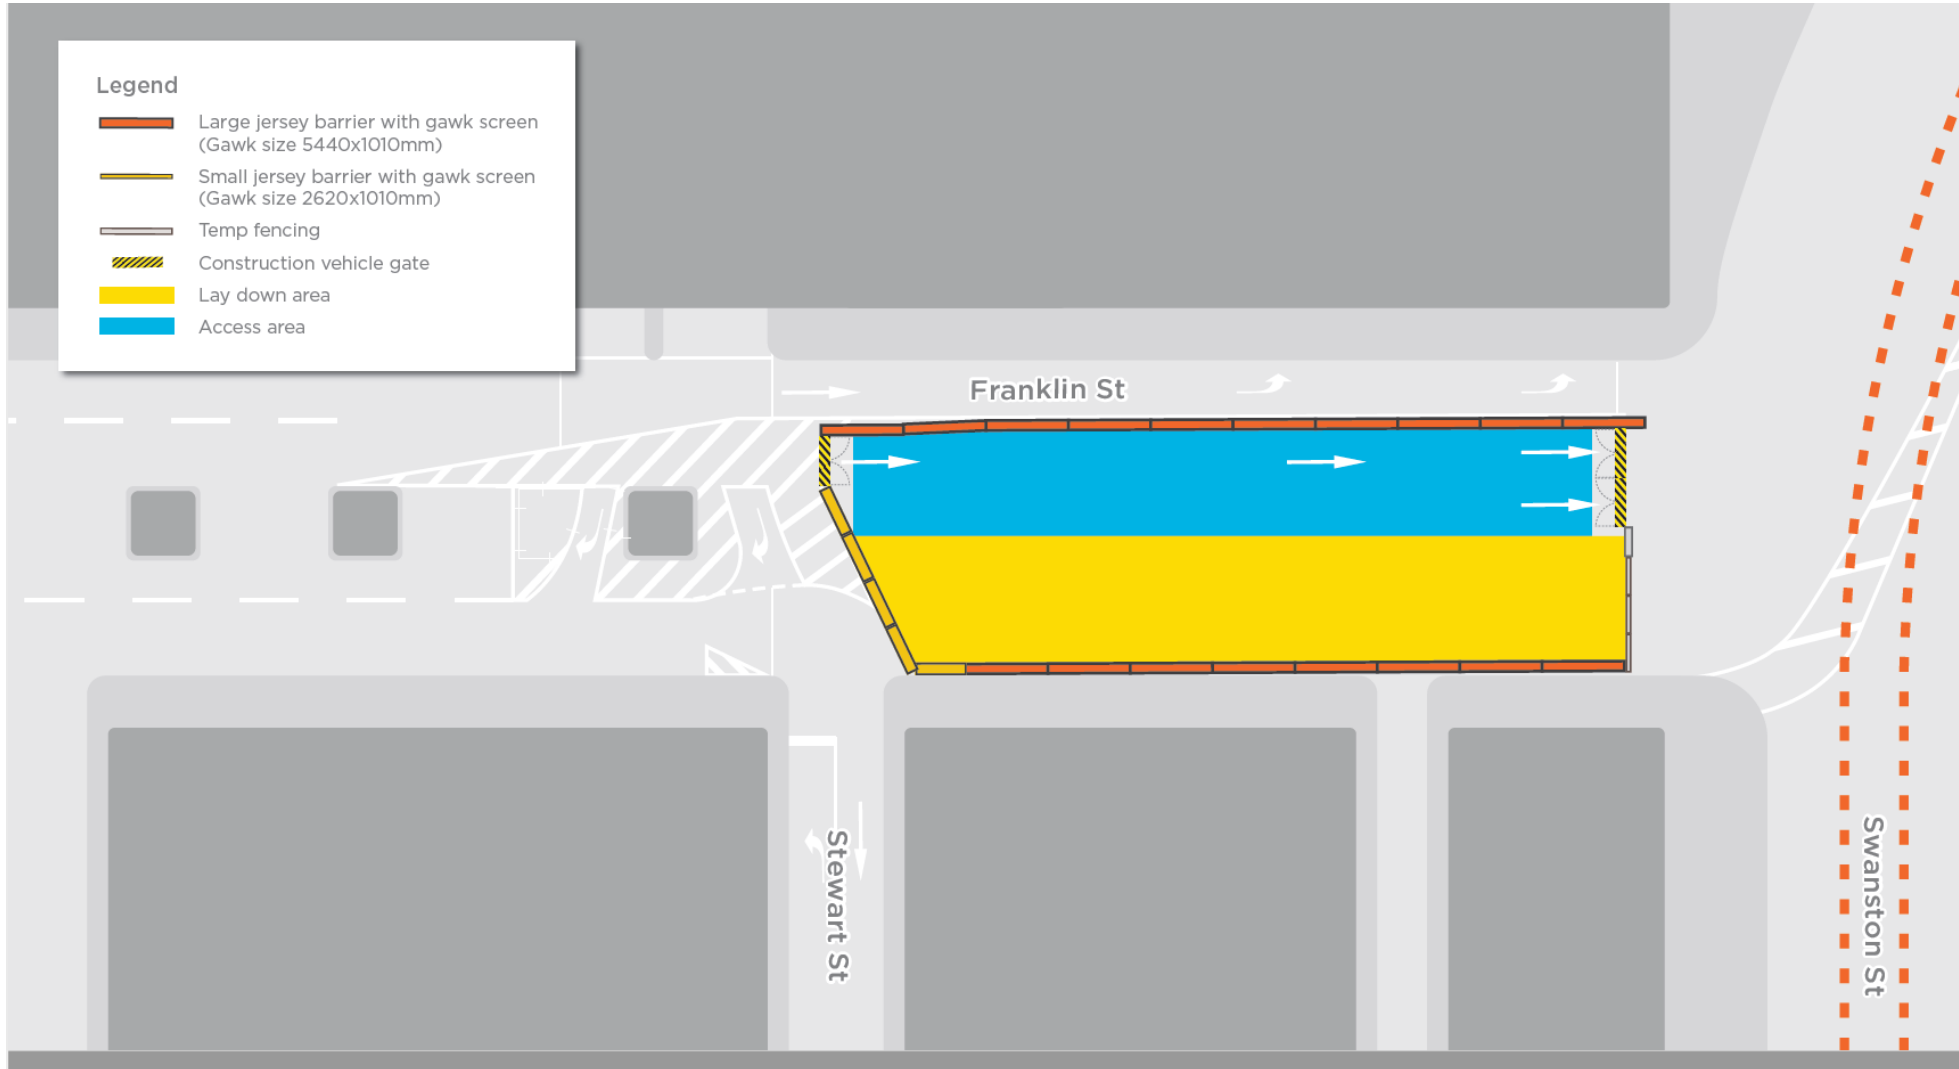 Legend
Large jersey barrier with gawk screen
(Gawk size 5440x1010mm)
Small jersey barrier with gawk screen
(Gawk size 2620x1010mm)
Temp fencing
Construction vehicle gate
Lay down area
Access area
Franklin St
Stewart St
Swanston St